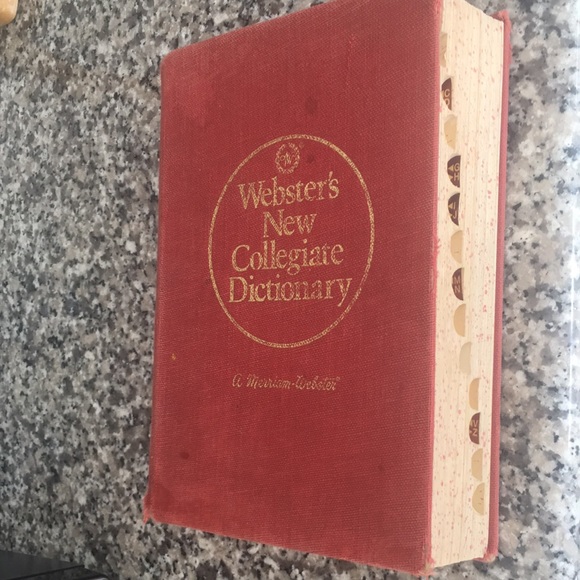 Webster's
New
Collegiate
Dictionary
A Merriam-Webster®